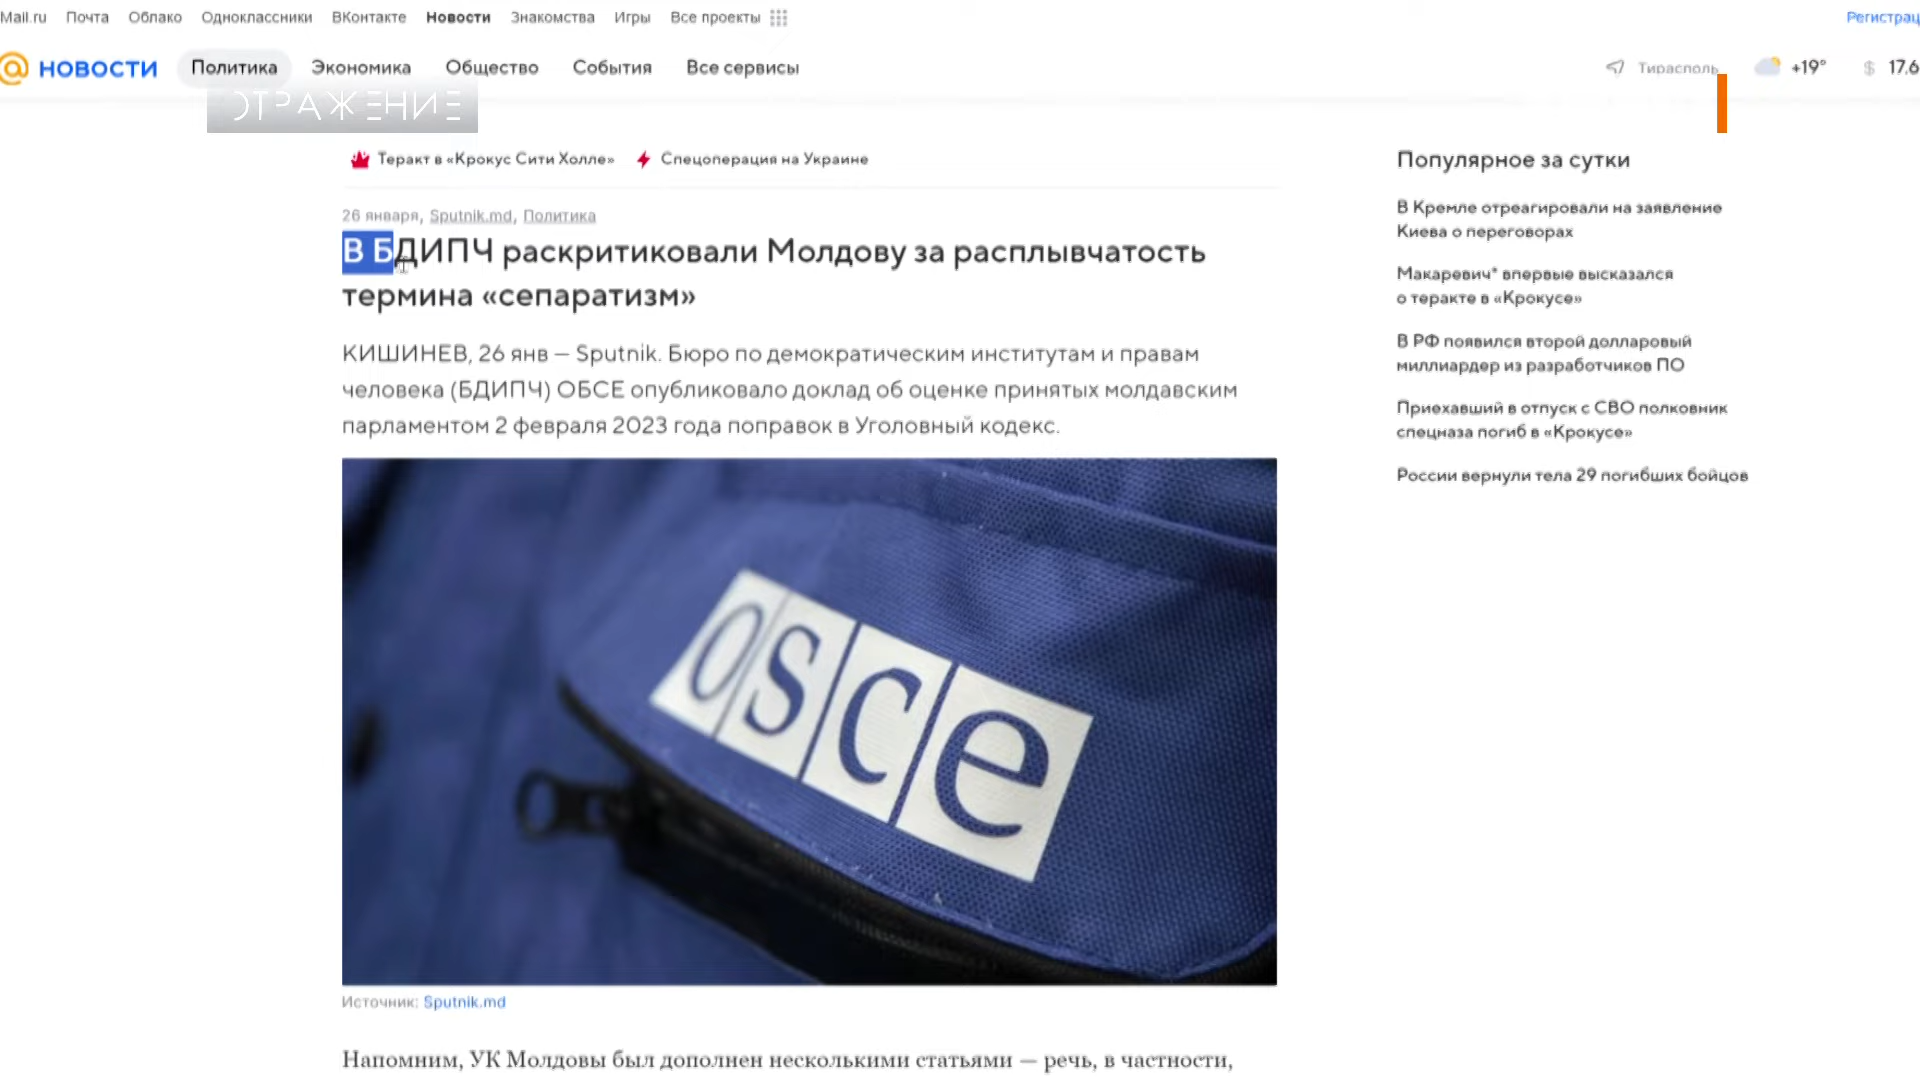 Mail.ru Почта Облако Одноклассники ВКонтакте Новости Знакомства Игры Все проекты
НОВОСТИ Политика Экономика Общество События Все сервисы Тирасполь +19° $ 17,6
ОТРАЖЕНИЕ
Теракт в «Крокус Сити Холле» Спецоперация на Украине
26 января, Sputnik.md, Политика
В БДИПЧ раскритиковали Молдову за расплывчатость
термина «сепаратизм»
КИШИНЕВ, 26 янв — Sputnik. Бюро по демократическим институтам и правам
человека (БДИПЧ) ОБСЕ опубликовало доклад об оценке принятых молдавским
парламентом 2 февраля 2023 года поправок в Уголовный кодекс.
osce
Источник: Sputnik.md
Напомним, УК Молдовы был дополнен несколькими статьями — речь, в частности,
Популярное за сутки
В Кремле отреагировали на заявление
Киева о переговорах
Макаревич* впервые высказался
о теракте в «Крокусе»
В РФ появился второй долларовый
миллиардер из разработчиков ПО
Приехавший в отпуск с СВО полковник
спецназа погиб в «Крокусе»
России вернули тела 29 погибших бойцов